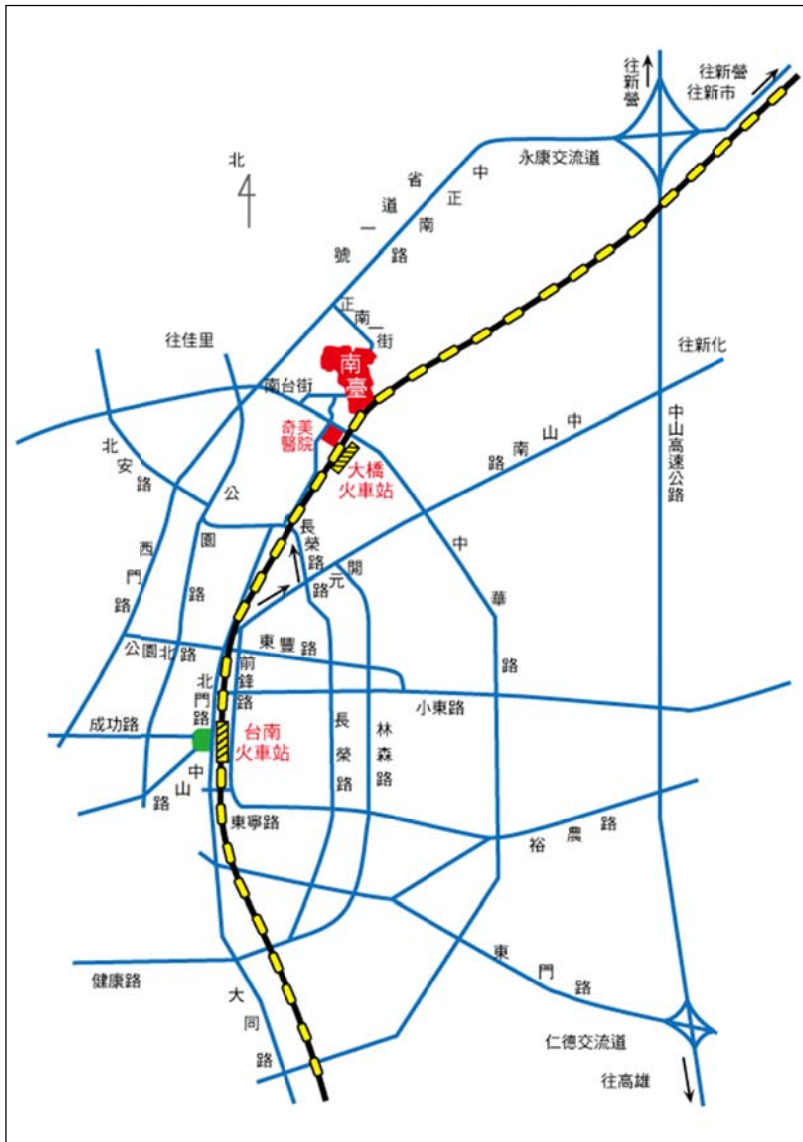 往新營
往新營
往新市
永康交流道
北
省道一號
中正南路
正南一街
往佳里
南臺
南台街
往新化
奇美
醫院
大橋
火車站
中山南路
中山高速公路
北安路
公園路
西門路
長榮路
開元路
中華路
公園北路
東豐路
北門路
前鋒路
小東路
成功路
台南
火車站
長榮路
林森路
中山路
東寧路
裕農路
健康路
東門路
大同路
仁德交流道
往高雄